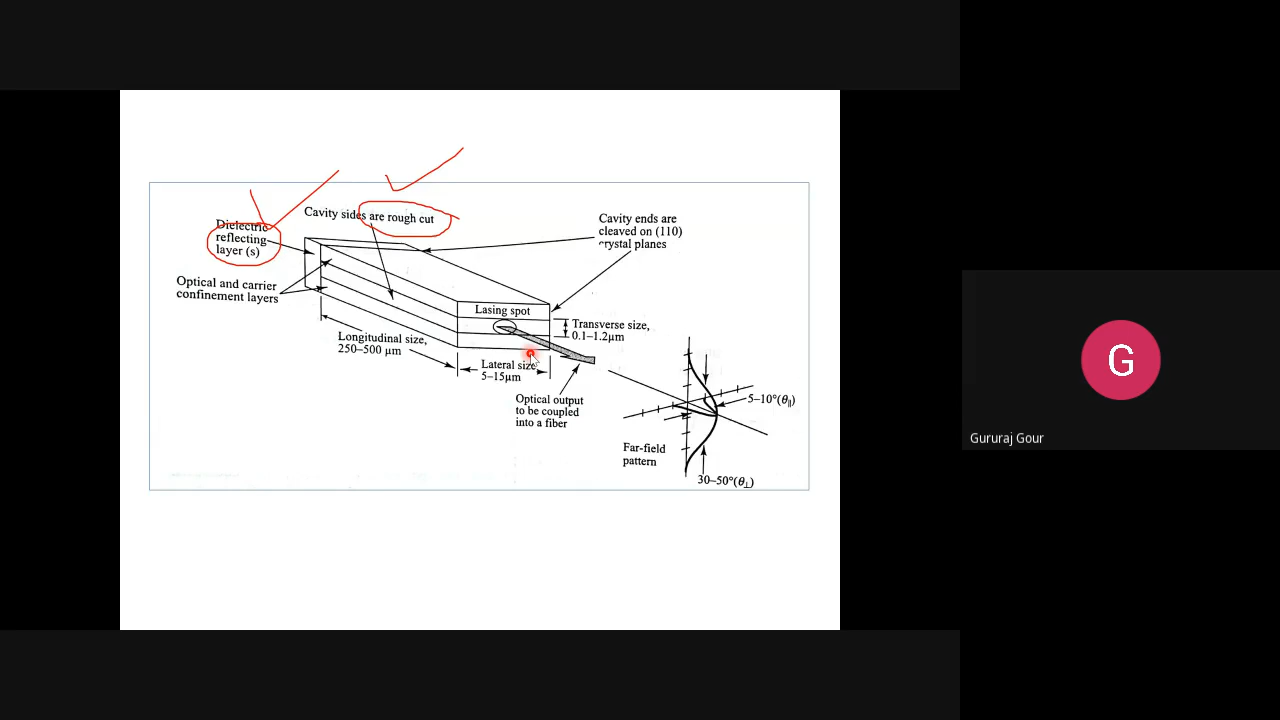 Cavity sides are rough cut
Dielectric
reflecting
layer (s)
Cavity ends are
cleaved on (110)
crystal planes
Optical and carrier
confinement layers
Lasing spot
Transverse size,
0.1–1.2μm
Longitudinal size,
250–500 μm
Lateral size
5–15μm
Optical output
to be coupled
into a fiber
5–10°(θ∥)
Far-field
pattern
30–50°(θ⊥)
G
Gururaj Gour